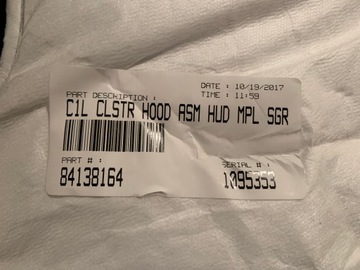 DATE : 10/19/2017
PART DESCRIPTION : TIME : 11:59
C1L CLSTR HOOD ASM HUD MPL SGR
PART # : SERIAL # :
84138164 1095353